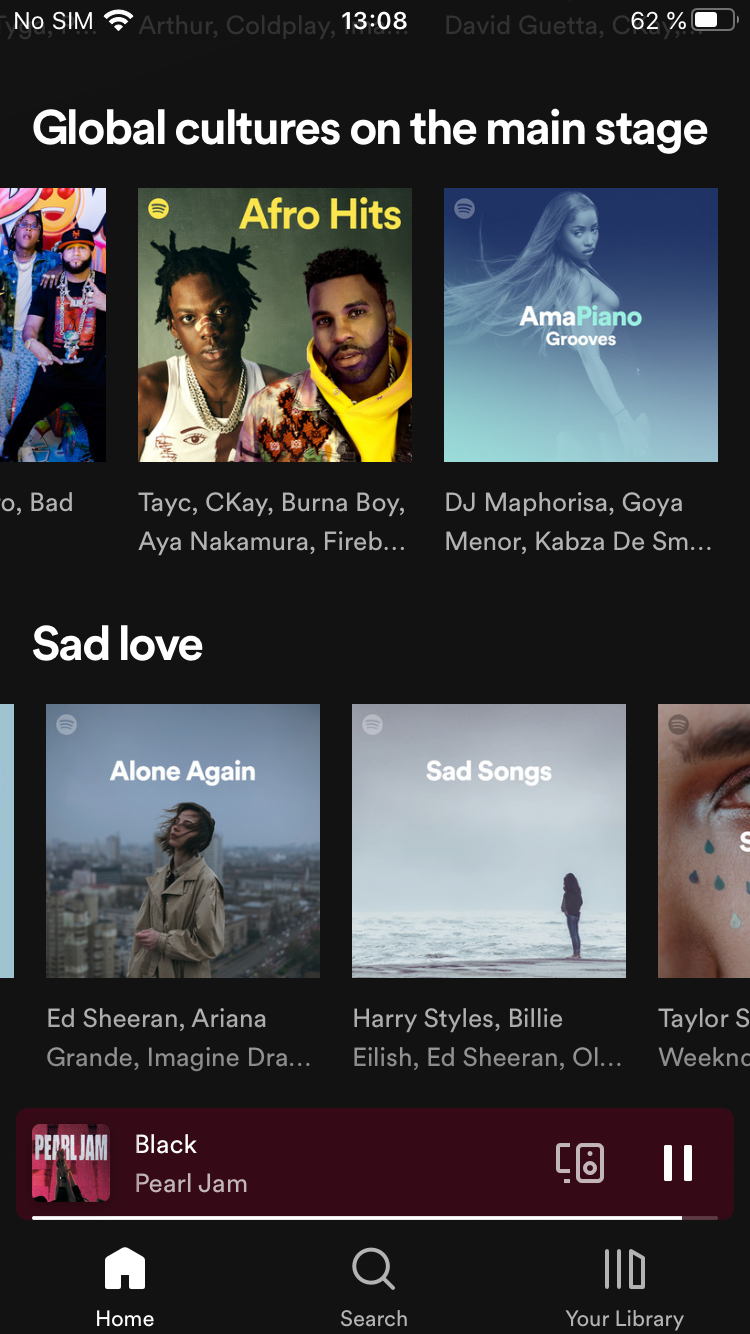 No SIM 13:08 62 %
Arthur, Coldplay, Ima... David Guetta, CKay,...
Global cultures on the main stage
Afro Hits
AmaPiano
Grooves
o, Bad
Tayc, CKay, Burna Boy,
Aya Nakamura, Fireb...
DJ Maphorisa, Goya
Menor, Kabza De Sm...
Sad love
Alone Again
Sad Songs
S
Ed Sheeran, Ariana
Grande, Imagine Dra...
Harry Styles, Billie
Eilish, Ed Sheeran, Ol...
Taylor S
Weeknd
PEARL JAM
Black
Pearl Jam
Home
Search
Your Library